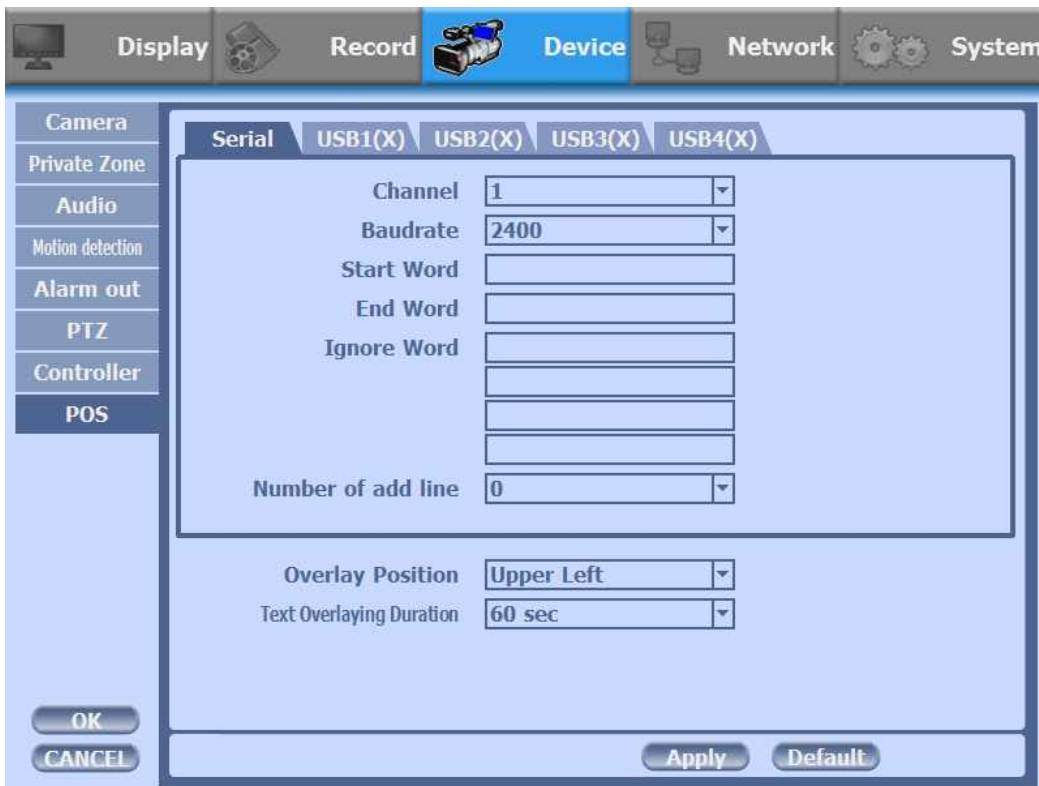 Display Record Device Network System
Camera
Private Zone
Audio
Motion detection
Alarm out
PTZ
Controller
POS
OK
CANCEL
Serial USB1(X) USB2(X) USB3(X) USB4(X)
Channel 1
Baudrate 2400
Start Word
End Word
Ignore Word
Number of add line 0
Overlay Position Upper Left
Text Overlaying Duration 60 sec
Apply Default